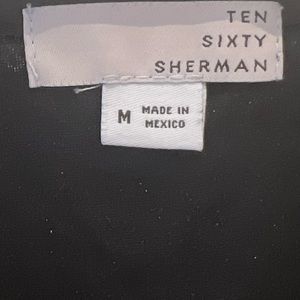 TEN
SIXTY
SHERMAN
M MADE IN
MEXICO